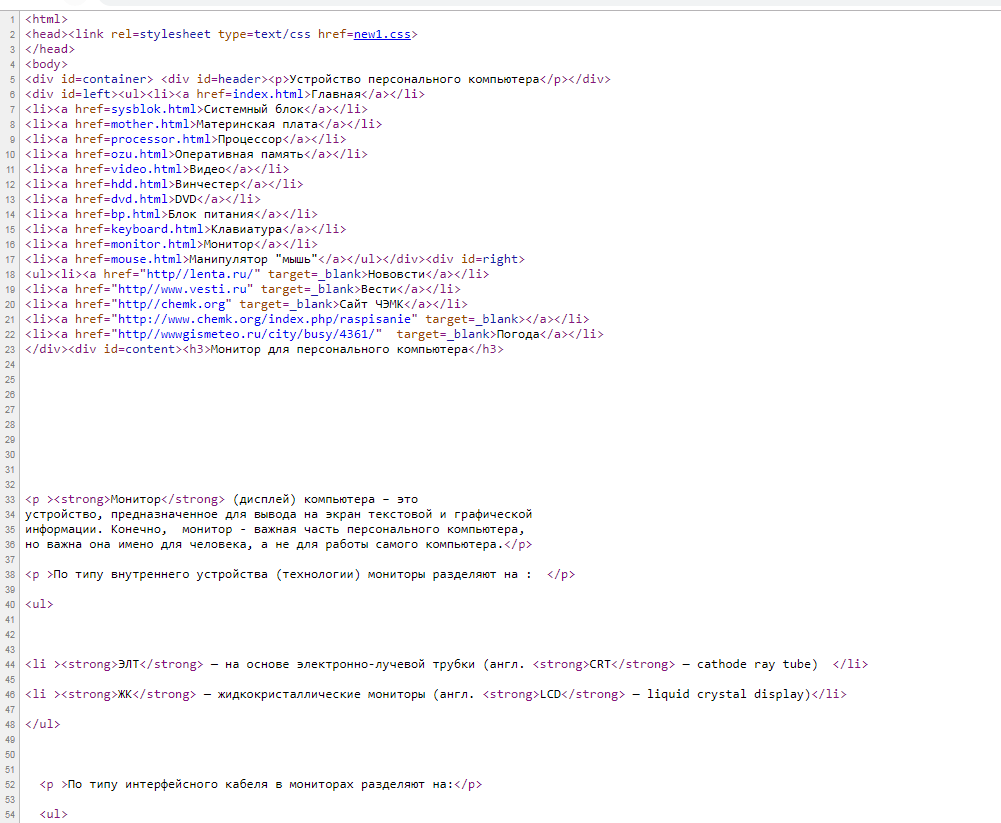 1 <html>
2 <head><link rel=stylesheet type=text/css href=new1.css>
3 </head>
4 <body>
5 <div id=container> <div id=header><p>Устройство персонального компьютера</p></div>
6 <div id=left><ul><li><a href=index.html>Главная</a></li>
7 <li><a href=sysblok.html>Системный блок</a></li>
8 <li><a href=mother.html>Материнская плата</a></li>
9 <li><a href=processor.html>Процессор</a></li>
10 <li><a href=ozu.html>Оперативная память</a></li>
11 <li><a href=video.html>Видео</a></li>
12 <li><a href=hdd.html>Винчестер</a></li>
13 <li><a href=dvd.html>DVD</a></li>
14 <li><a href=bp.html>Блок питания</a></li>
15 <li><a href=keyboard.html>Клавиатура</a></li>
16 <li><a href=monitor.html>Монитор</a></li>
17 <li><a href=mouse.html>Манипулятор "мышь"</a></ul></div><div id=right>
18 <ul><li><a href="http//lenta.ru/" target=_blank>Нововсти</a></li>
19 <li><a href="http//www.vesti.ru" target=_blank>Вести</a></li>
20 <li><a href="http//chemk.org" target=_blank>Сайт ЧЭМК</a></li>
21 <li><a href="http://www.chemk.org/index.php/raspisanie" target=_blank></a></li>
22 <li><a href="http//wwwgismeteo.ru/city/busy/4361/"  target=_blank>Погода</a></li>
23 </div><div id=content><h3>Монитор для персонального компьютера</h3>
24
25
26
27
28
29
30
31
32
33 <p ><strong>Монитор</strong> (дисплей) компьютера – это
34 устройство, предназначенное для вывода на экран текстовой и графической
35 информации. Конечно,  монитор - важная часть персонального компьютера,
36 но важна она имено для человека, а не для работы самого компьютера.</p>
37
38 <p >По типу внутреннего устройства (технологии) мониторы разделяют на :  </p>
39
40 <ul>
41
42
43
44 <li ><strong>ЭЛТ</strong> — на основе электронно-лучевой трубки (англ. <strong>CRT</strong> — cathode ray tube)  </li>
45
46 <li ><strong>ЖК</strong> — жидкокристаллические мониторы (англ. <strong>LCD</strong> — liquid crystal display)</li>
47
48 </ul>
49
50
51
52 <p >По типу интерфейсного кабеля в мониторах разделяют на:</p>
53
54 <ul>